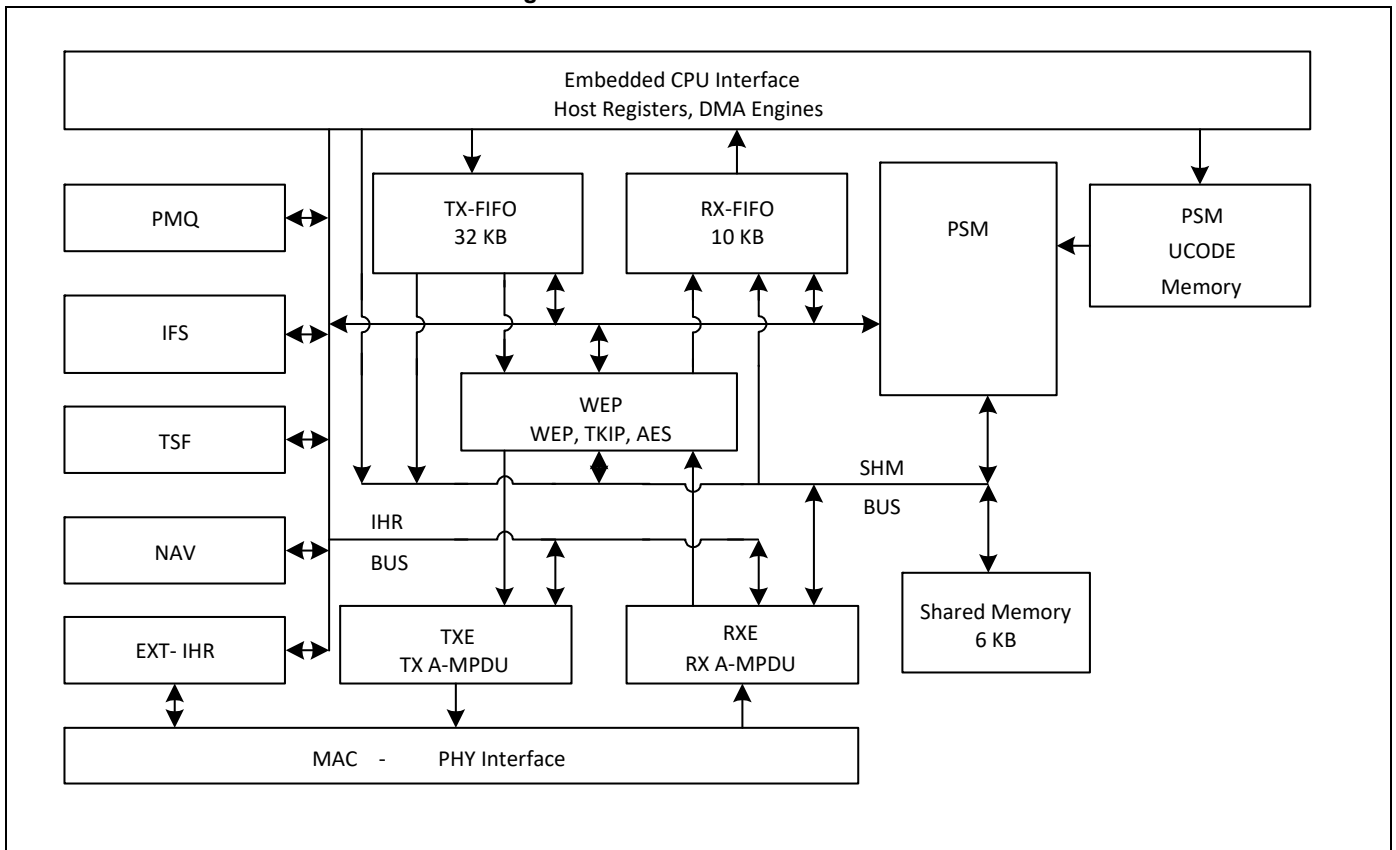 Embedded CPU Interface
Host Registers, DMA Engines
PMQ
TX-FIFO
32 KB
RX-FIFO
10 KB
PSM
PSM
UCODE
Memory
IFS
WEP
WEP, TKIP, AES
TSF
SHM
BUS
IHR
BUS
NAV
Shared Memory
6 KB
EXT- IHR
TXE
TX A-MPDU
RXE
RX A-MPDU
MAC - PHY Interface